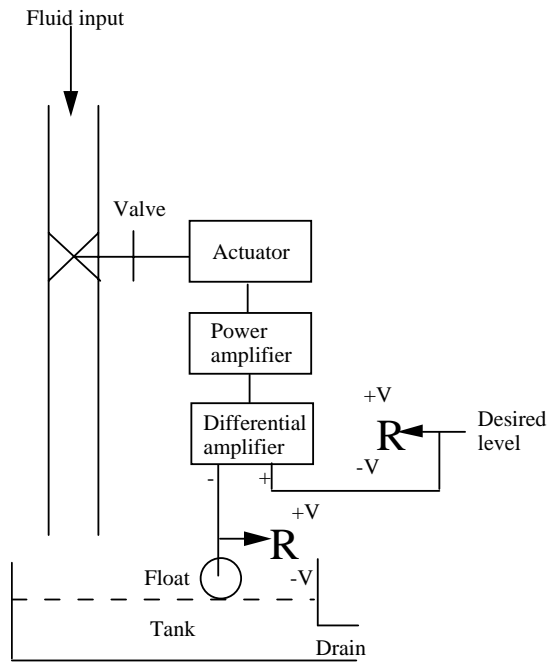 Fluid input
Valve
Actuator
Power
amplifier
Differential
amplifier
+V
R
-V
Desired
level
-
+
+V
R
-V
Float
Tank
Drain